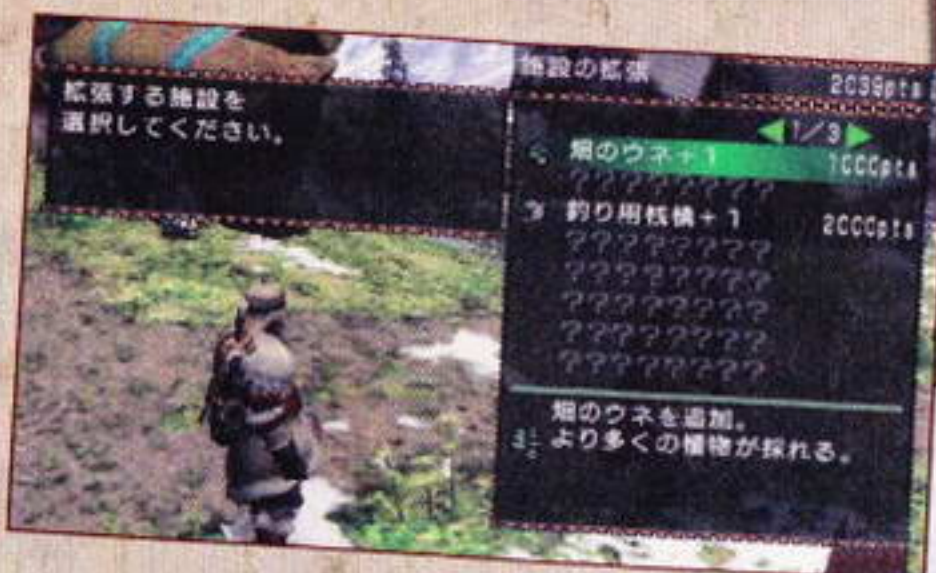 拡張する施設を
選択してください。
施設の拡張 2039pts
1/3
畑のウネ+1 1000pts
????????
釣り用桟橋+1 2000pts
????????
????????
????????
????????
????????
畑のウネを追加。
より多くの植物が採れる。